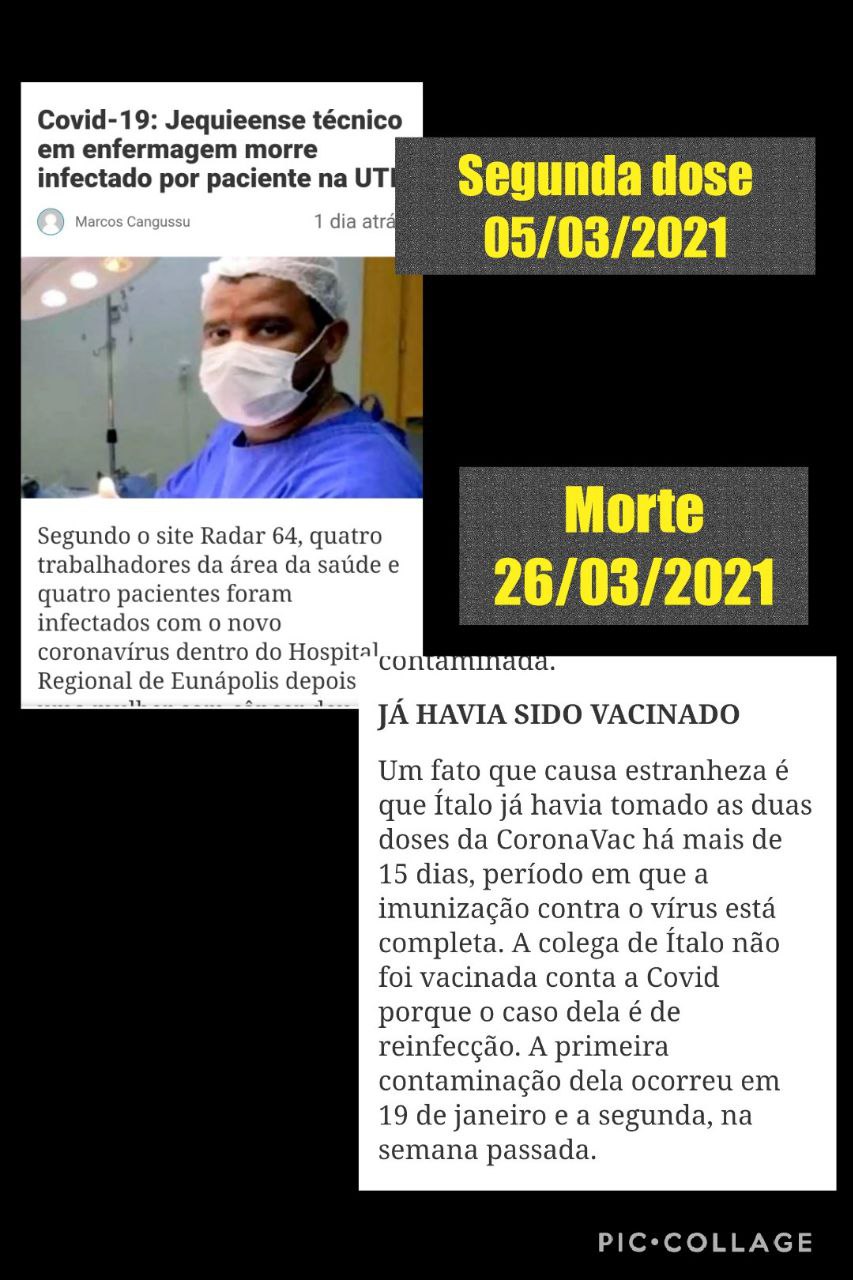 Covid-19: Jequieense técnico
em enfermagem morre
infectado por paciente na UTI
Marcos Cangussu
1 dia atrá
Segunda dose
05/03/2021
Morte
26/03/2021
Segundo o site Radar 64, quatro
trabalhadores da área da saúde e
quatro pacientes foram
infectados com o novo
coronavírus dentro do Hospital
Regional de Eunápolis depois
contaminada.
JÁ HAVIA SIDO VACINADO
Um fato que causa estranheza é
que Ítalo já havia tomado as duas
doses da CoronaVac há mais de
15 dias, período em que a
imunização contra o vírus está
completa. A colega de Ítalo não
foi vacinada conta a Covid
porque o caso dela é de
reinfecção. A primeira
contaminação dela ocorreu em
19 de janeiro e a segunda, na
semana passada.
PIC•COLLAGE